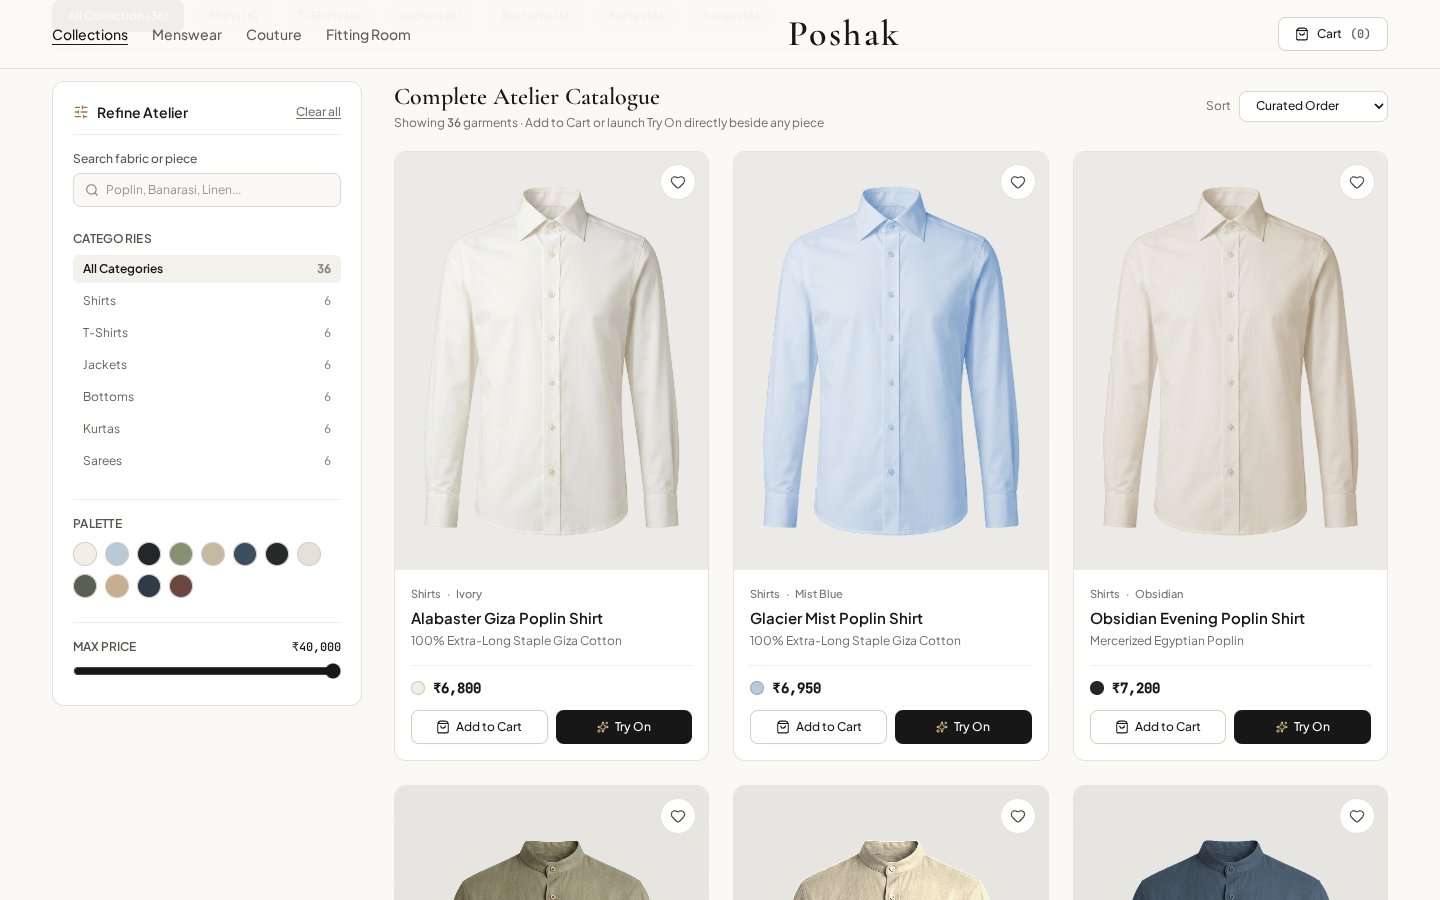 All Collection (36) Shirts (6) T-Shirts (6) Jackets (6) Bottoms (6) Kurtas (6) Sarees (6)
Collections Menswear Couture Fitting Room
Poshak
Cart (0)
Refine Atelier Clear all
Search fabric or piece
Poplin, Banarasi, Linen...
CATEGORIES
All Categories 36
Shirts 6
T-Shirts 6
Jackets 6
Bottoms 6
Kurtas 6
Sarees 6
PALETTE
MAX PRICE ₹40,000
Complete Atelier Catalogue
Showing 36 garments · Add to Cart or launch Try On directly beside any piece
Sort Curated Order
Shirts · Ivory
Alabaster Giza Poplin Shirt
100% Extra-Long Staple Giza Cotton
₹6,800
Add to Cart Try On
Shirts · Mist Blue
Glacier Mist Poplin Shirt
100% Extra-Long Staple Giza Cotton
₹6,950
Add to Cart Try On
Shirts · Obsidian
Obsidian Evening Poplin Shirt
Mercerized Egyptian Poplin
₹7,200
Add to Cart Try On